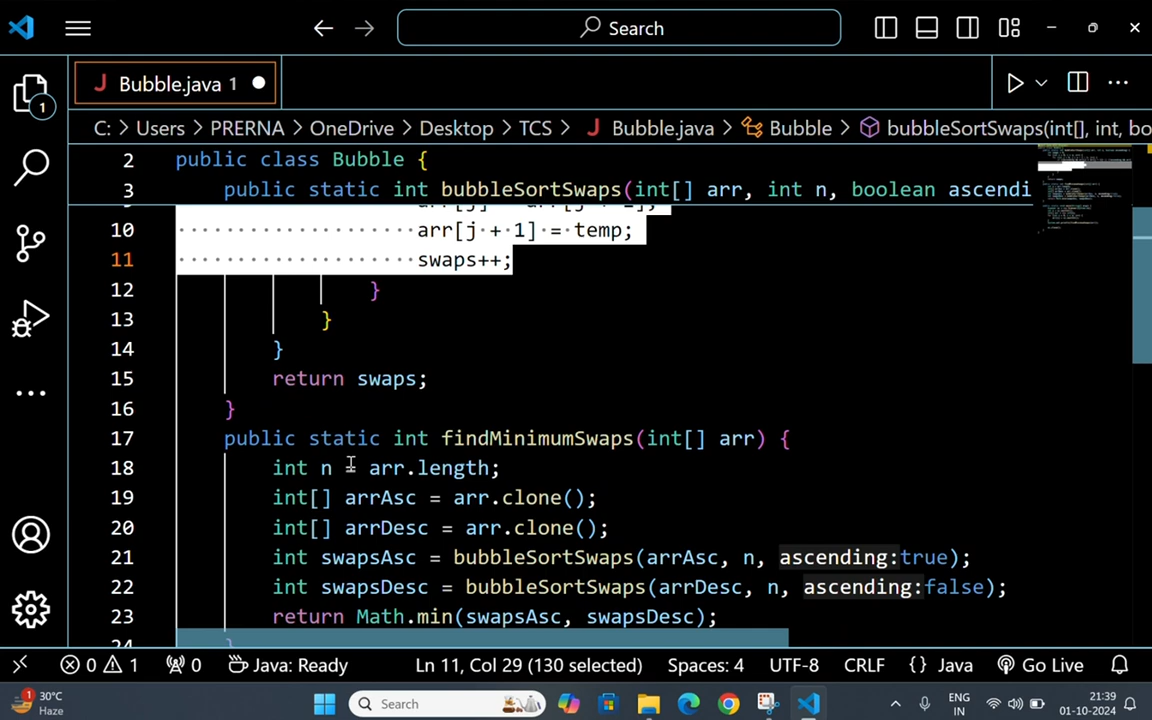 Search
Bubble.java 1
C: > Users > PRERNA > OneDrive > Desktop > TCS > Bubble.java > Bubble > bubbleSortSwaps(int[], int, bo
2 public class Bubble {
3 public static int bubbleSortSwaps(int[] arr, int n, boolean ascendi
10 arr[j + 1] = temp;
11 swaps++;
12 }
13 }
14 }
15 return swaps;
16 }
17 public static int findMinimumSwaps(int[] arr) {
18 int n = arr.length;
19 int[] arrAsc = arr.clone();
20 int[] arrDesc = arr.clone();
21 int swapsAsc = bubbleSortSwaps(arrAsc, n, ascending:true);
22 int swapsDesc = bubbleSortSwaps(arrDesc, n, ascending:false);
23 return Math.min(swapsAsc, swapsDesc);
0 1 0 Java: Ready Ln 11, Col 29 (130 selected) Spaces: 4 UTF-8 CRLF {} Java Go Live
30°C
Haze
Search
ENG
IN
21:39
01-10-2024